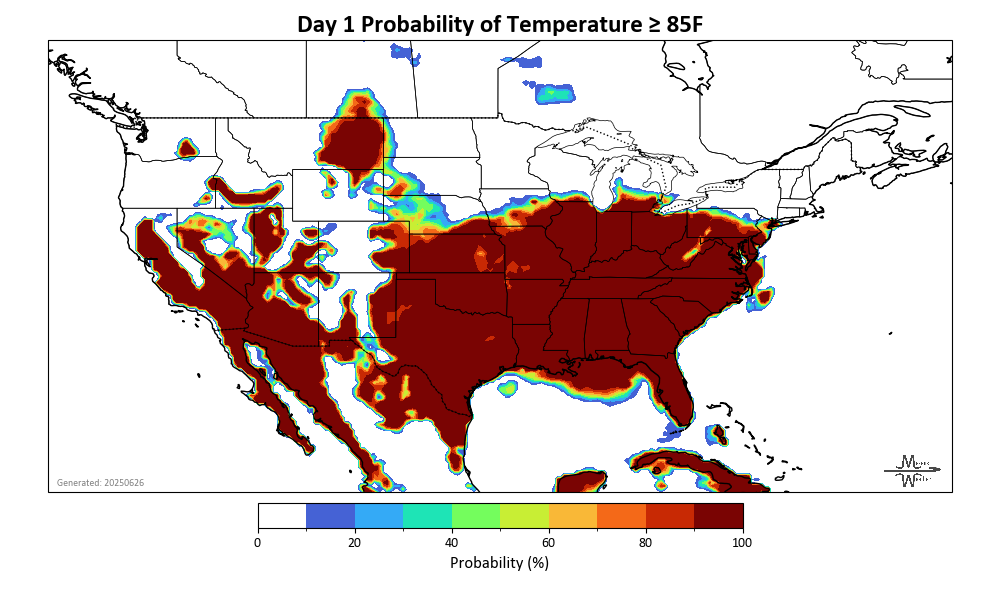 Day 1 Probability of Temperature ≥ 85F
Generated: 20250626
0 20 40 60 80 100
Probability (%)